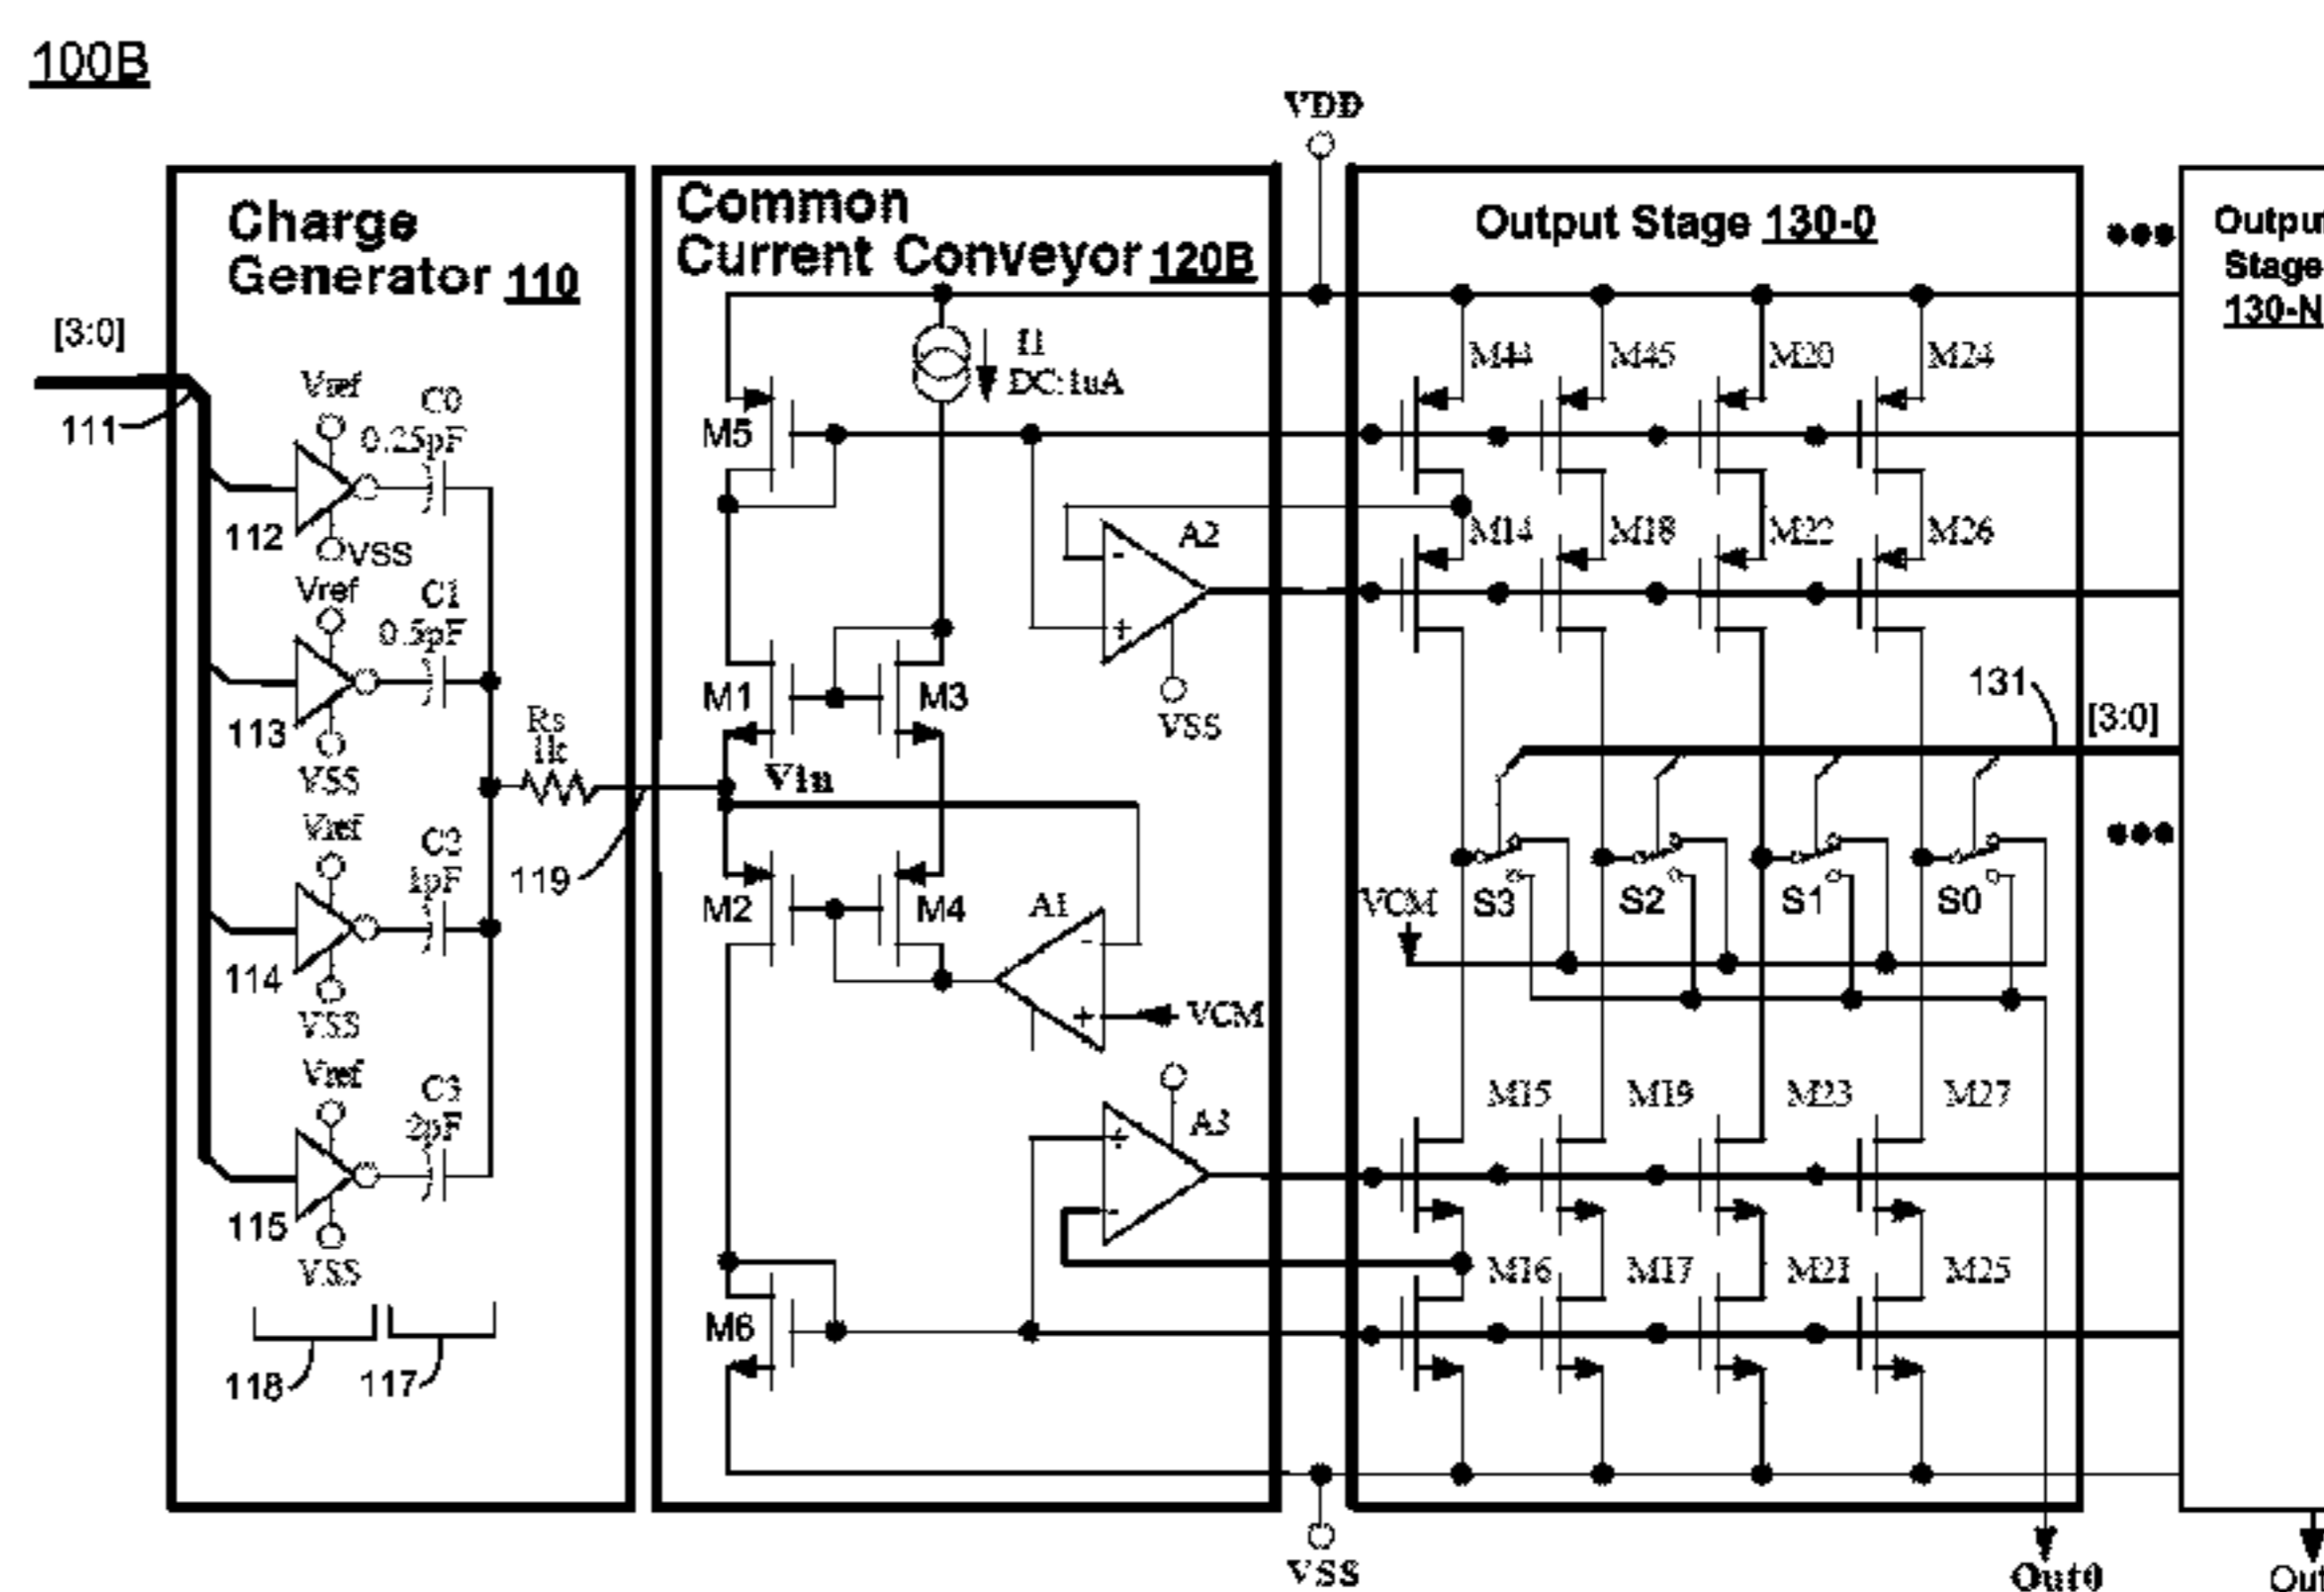 100B
VDD
Charge
Generator 110
Common
Current Conveyor 120B
Output Stage 130-0
Output
Stage
130-N
[3:0]
111
Vref
C0
0.25pF
112
VSS
Vref
C1
0.5pF
113
VSS
Vref
C2
1pF
114
VSS
Vref
C3
2pF
115
VSS
118
117
Rs
1k
119
I1
DC:1uA
M5
M1
M3
Vin
M2
M4
M6
A2
-
+
VSS
A1
-
+
VCM
A3
+
-
M44
M45
M20
M24
M14
M18
M22
M26
131
[3:0]
VCM
S3
S2
S1
S0
M15
M19
M23
M27
M16
M17
M21
M25
VSS
Out0
Out